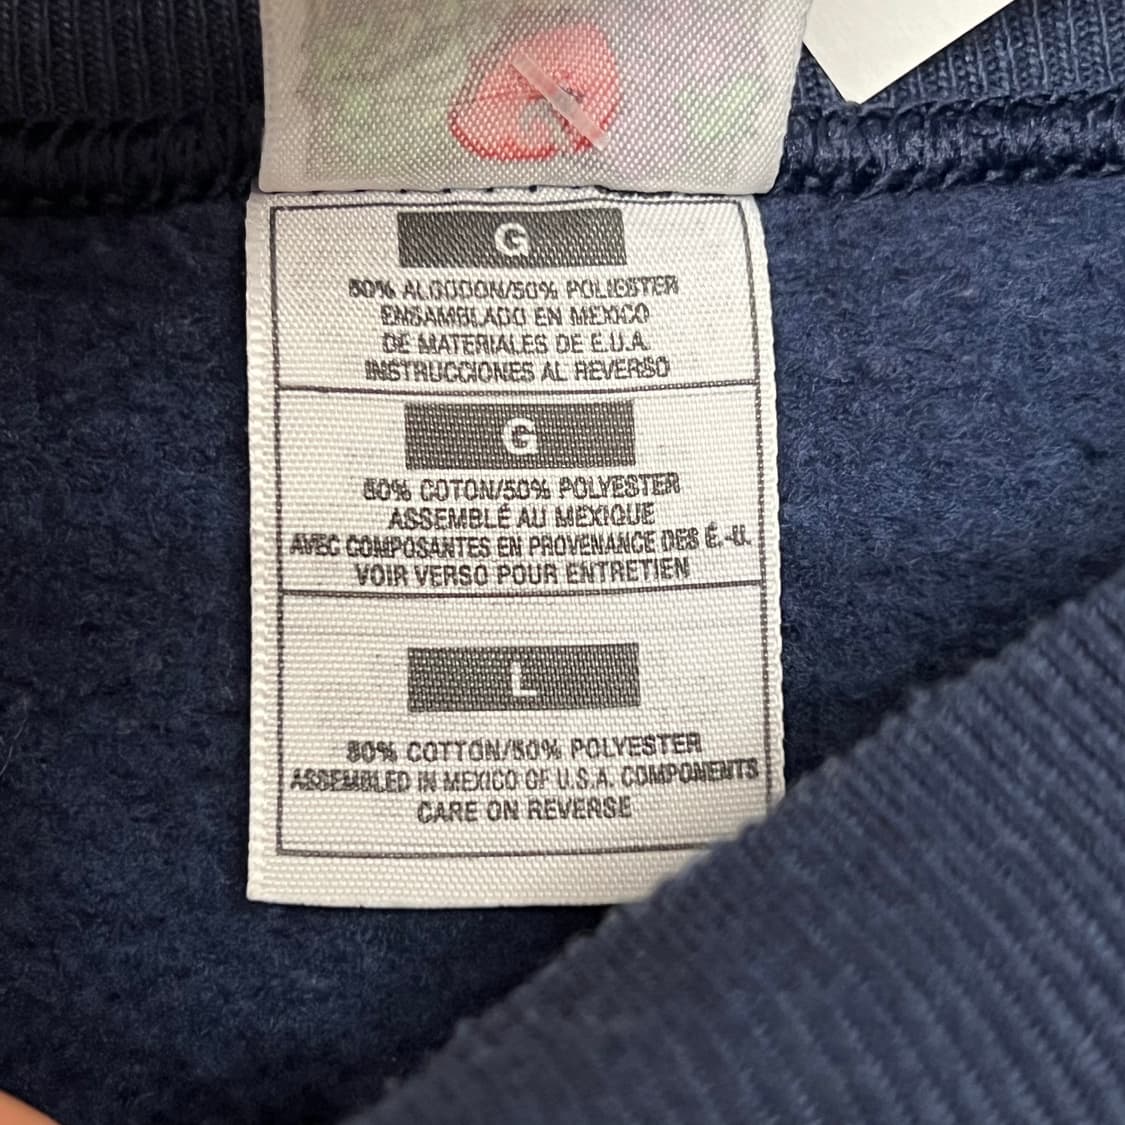 G
50% ALGODON/50% POLIESTER
ENSAMBLADO EN MEXICO
DE MATERIALES DE E.U.A.
INSTRUCCIONES AL REVERSO
G
50% COTON/50% POLYESTER
ASSEMBLÉ AU MEXIQUE
AVEC COMPOSANTES EN PROVENANCE DES É.-U.
VOIR VERSO POUR ENTRETIEN
L
50% COTTON/50% POLYESTER
ASSEMBLED IN MEXICO OF U.S.A. COMPONENTS
CARE ON REVERSE